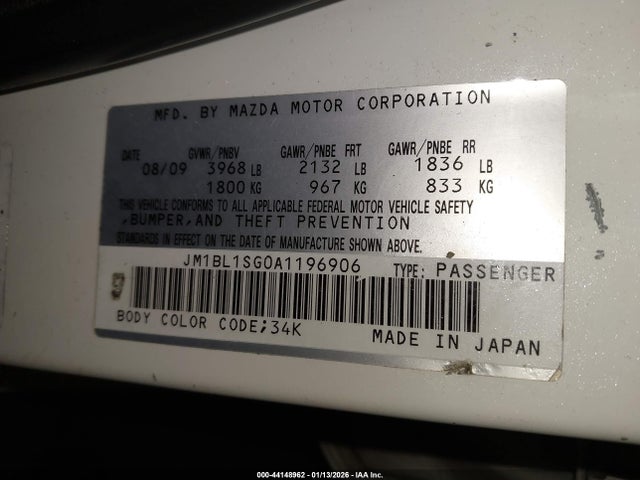 MFD. BY MAZDA MOTOR CORPORATION
DATE GVWR/PNBV GAWR/PNBE FRT GAWR/PNBE RR
08/09 3968 LB 2132 LB 1836 LB
1800 KG 967 KG 833 KG
THIS VEHICLE CONFORMS TO ALL APPLICABLE FEDERAL MOTOR VEHICLE SAFETY
,BUMPER,AND THEFT PREVENTION
STANDARDS IN EFFECT ON THE DATE OF MANUFACTURE SHOWN ABOVE.
JM1BL1SG0A1196906 TYPE: PASSENGER
BODY COLOR CODE;34K
MADE IN JAPAN
000-44148962 - 01/13/2026 - IAA Inc.